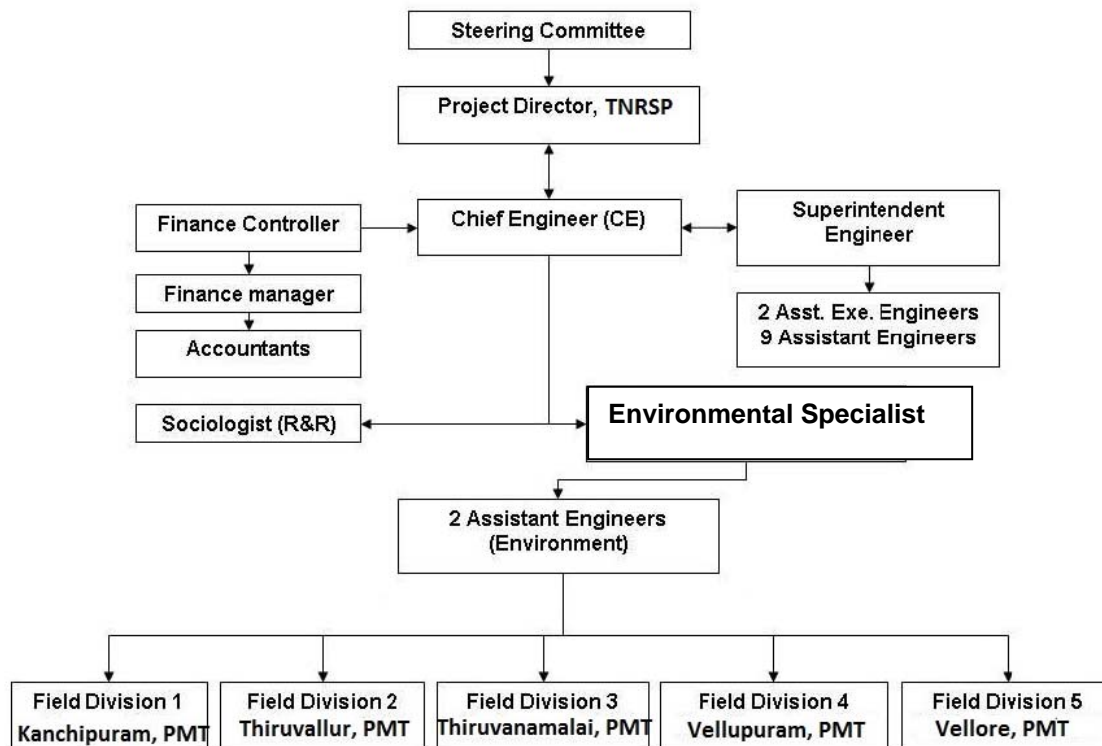 Steering Committee
Project Director, TNRSP
Finance Controller
Chief Engineer (CE)
Superintendent
Engineer
Finance manager
2 Asst. Exe. Engineers
9 Assistant Engineers
Accountants
Sociologist (R&R)
Environmental Specialist
2 Assistant Engineers
(Environment)
Field Division 1
Kanchipuram, PMT
Field Division 2
Thiruvallur, PMT
Field Division 3
Thiruvanamalai, PMT
Field Division 4
Vellupuram, PMT
Field Division 5
Vellore, PMT